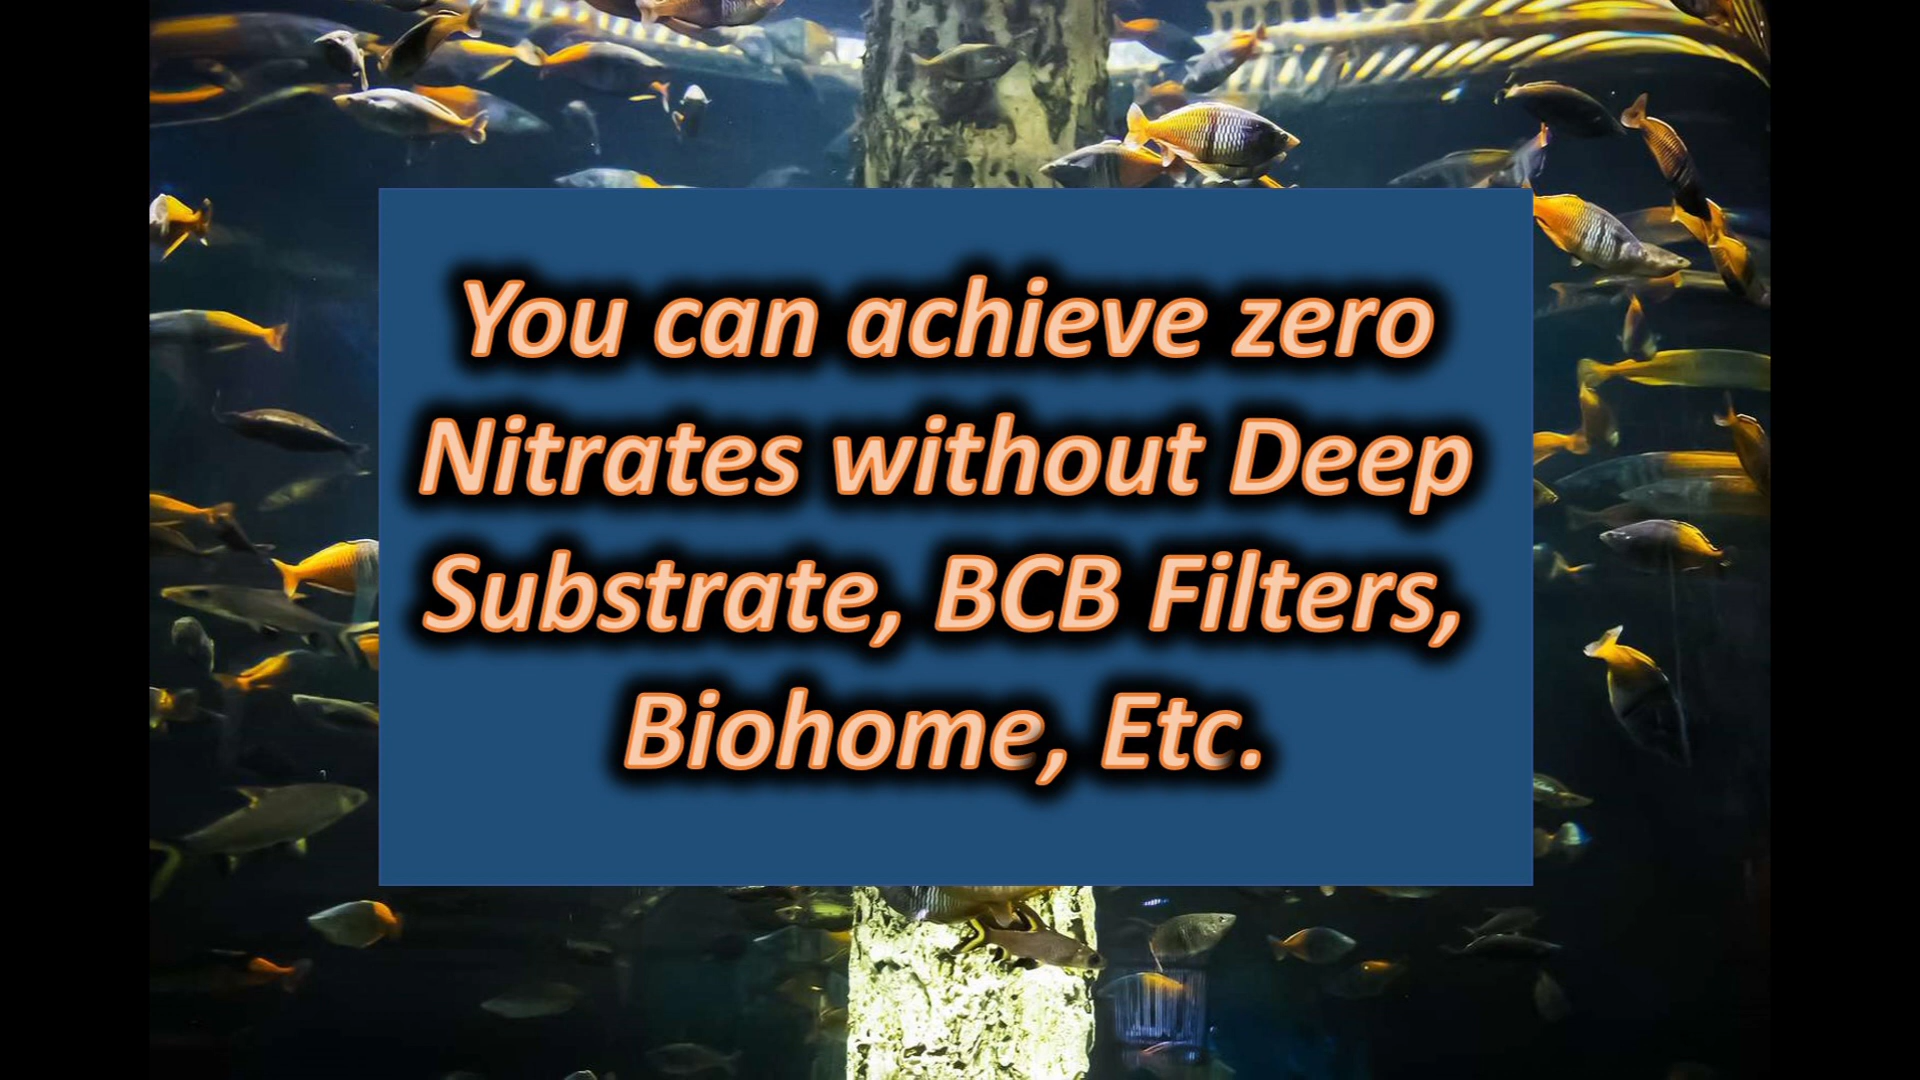 You can achieve zero
Nitrates without Deep
Substrate, BCB Filters,
Biohome, Etc.